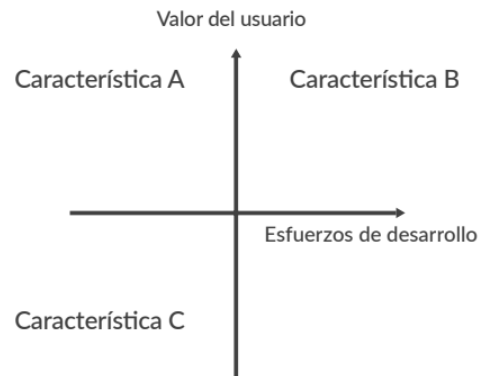 Valor del usuario
Característica A
Característica B
Esfuerzos de desarrollo
Característica C